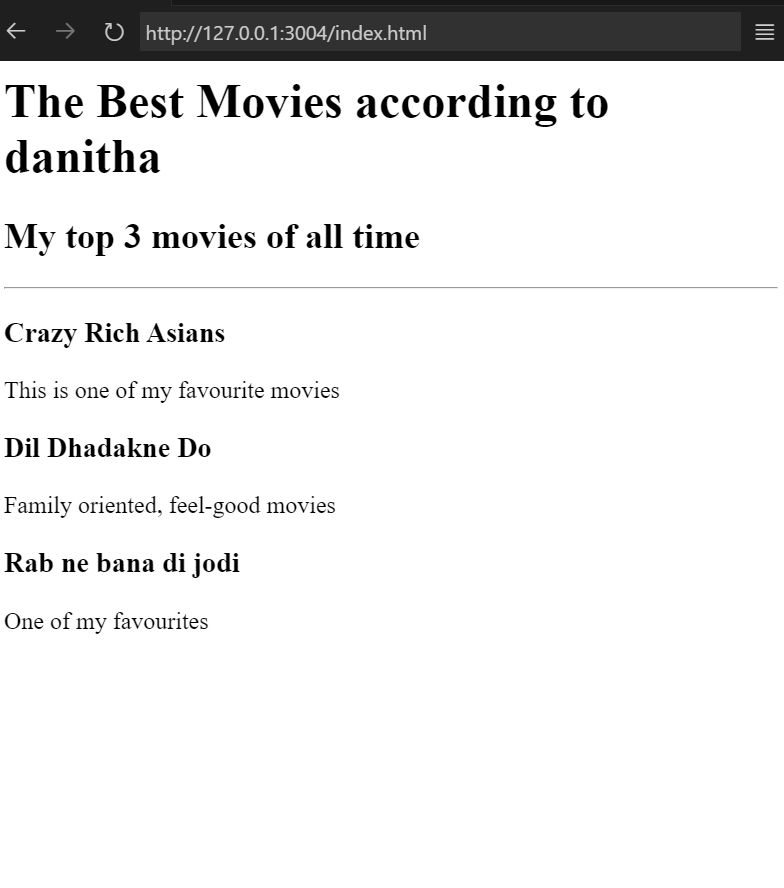 http://127.0.0.1:3004/index.html
The Best Movies according to
danitha
My top 3 movies of all time
Crazy Rich Asians
This is one of my favourite movies
Dil Dhadakne Do
Family oriented, feel-good movies
Rab ne bana di jodi
One of my favourites